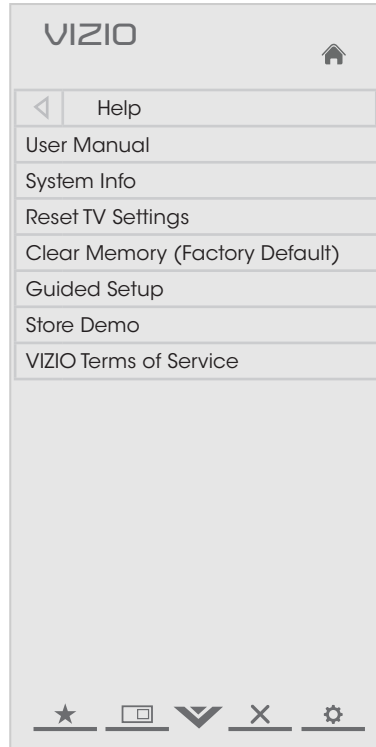 VIZIO
Help
User Manual
System Info
Reset TV Settings
Clear Memory (Factory Default)
Guided Setup
Store Demo
VIZIO Terms of Service